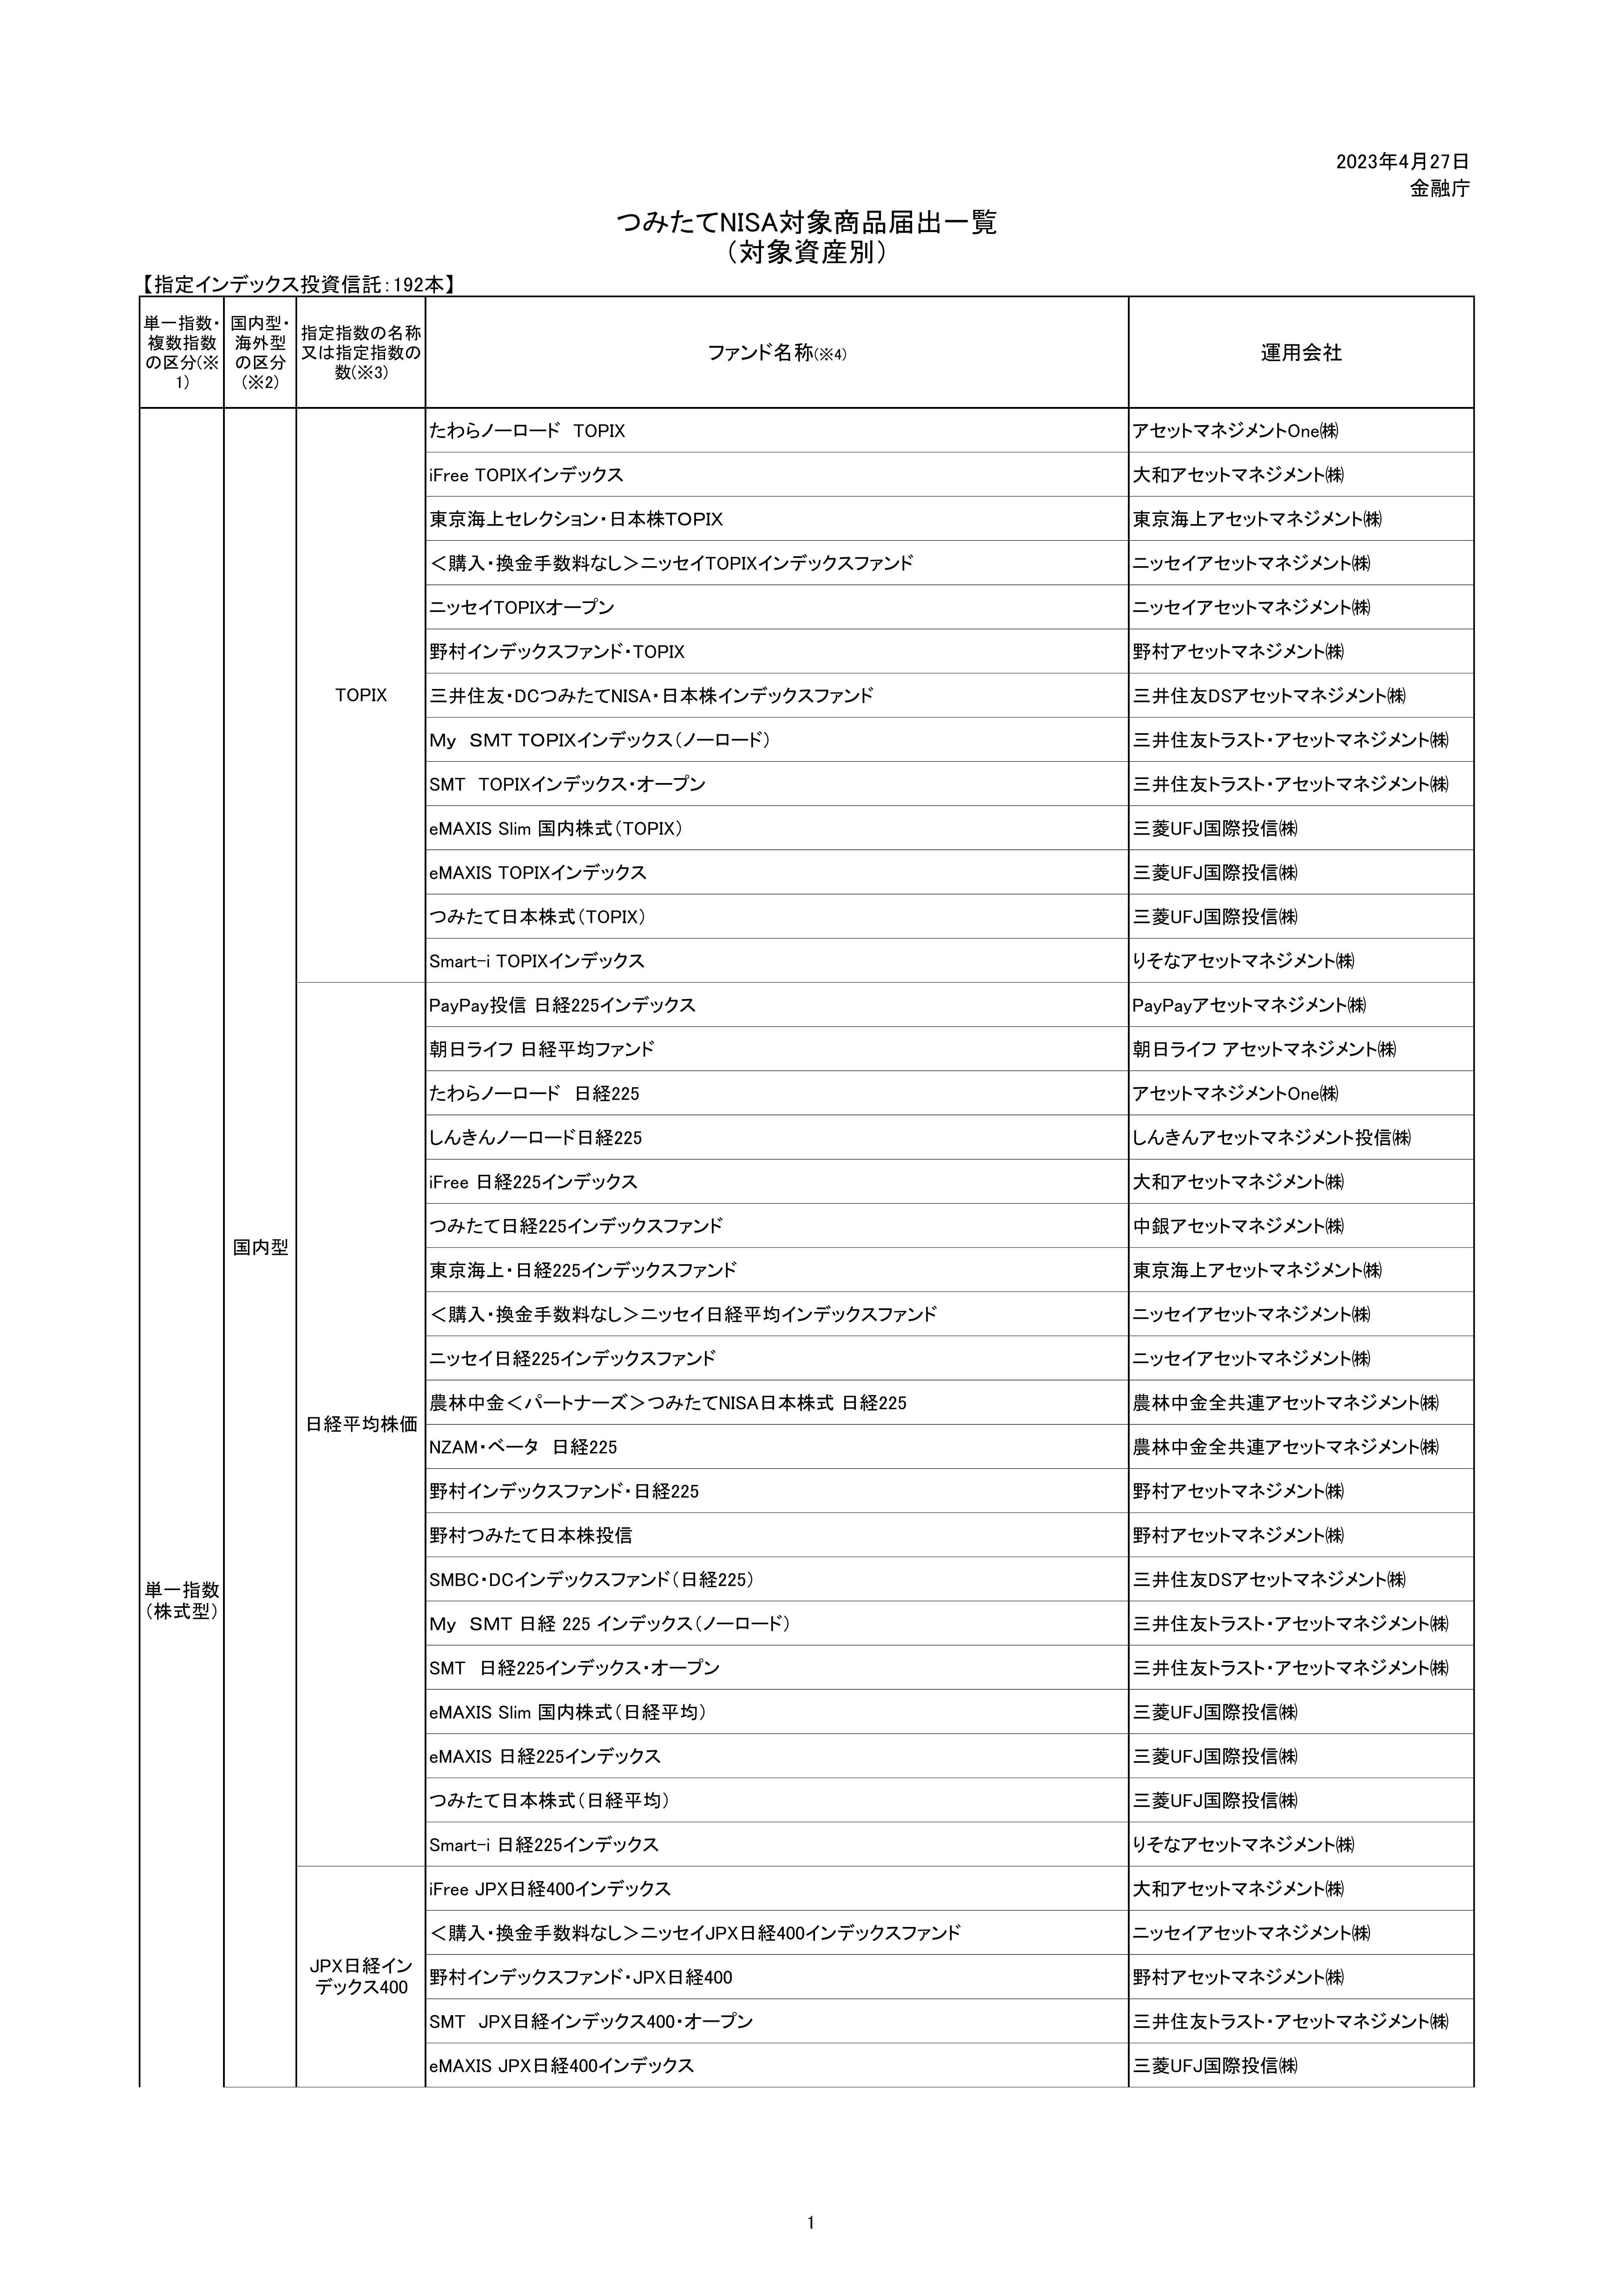 2023年4月27日
金融庁
つみたてNISA対象商品届出一覧
（対象資産別）
【指定インデックス投資信託：192本】
単一指数・複数指数の区分(※1) 国内型・海外型の区分(※2) 指定指数の名称又は指定指数の数(※3) ファンド名称(※4) 運用会社
単一指数（株式型）
国内型
TOPIX
たわらノーロード　TOPIX アセットマネジメントOne㈱
iFree TOPIXインデックス 大和アセットマネジメント㈱
東京海上セレクション・日本株TOPIX 東京海上アセットマネジメント㈱
＜購入・換金手数料なし＞ニッセイTOPIXインデックスファンド ニッセイアセットマネジメント㈱
ニッセイTOPIXオープン ニッセイアセットマネジメント㈱
野村インデックスファンド・TOPIX 野村アセットマネジメント㈱
三井住友・DCつみたてNISA・日本株インデックスファンド 三井住友DSアセットマネジメント㈱
My　SMT TOPIXインデックス（ノーロード） 三井住友トラスト・アセットマネジメント㈱
SMT　TOPIXインデックス・オープン 三井住友トラスト・アセットマネジメント㈱
eMAXIS Slim 国内株式（TOPIX） 三菱UFJ国際投信㈱
eMAXIS TOPIXインデックス 三菱UFJ国際投信㈱
つみたて日本株式（TOPIX） 三菱UFJ国際投信㈱
Smart-i TOPIXインデックス りそなアセットマネジメント㈱
日経平均株価
PayPay投信 日経225インデックス PayPayアセットマネジメント㈱
朝日ライフ 日経平均ファンド 朝日ライフ アセットマネジメント㈱
たわらノーロード　日経225 アセットマネジメントOne㈱
しんきんノーロード日経225 しんきんアセットマネジメント投信㈱
iFree 日経225インデックス 大和アセットマネジメント㈱
つみたて日経225インデックスファンド 中銀アセットマネジメント㈱
東京海上・日経225インデックスファンド 東京海上アセットマネジメント㈱
＜購入・換金手数料なし＞ニッセイ日経平均インデックスファンド ニッセイアセットマネジメント㈱
ニッセイ日経225インデックスファンド ニッセイアセットマネジメント㈱
農林中金＜パートナーズ＞つみたてNISA日本株式 日経225 農林中金全共連アセットマネジメント㈱
NZAM・ベータ　日経225 農林中金全共連アセットマネジメント㈱
野村インデックスファンド・日経225 野村アセットマネジメント㈱
野村つみたて日本株投信 野村アセットマネジメント㈱
SMBC・DCインデックスファンド（日経225） 三井住友DSアセットマネジメント㈱
My　SMT 日経 225 インデックス（ノーロード） 三井住友トラスト・アセットマネジメント㈱
SMT　日経225インデックス・オープン 三井住友トラスト・アセットマネジメント㈱
eMAXIS Slim 国内株式（日経平均） 三菱UFJ国際投信㈱
eMAXIS 日経225インデックス 三菱UFJ国際投信㈱
つみたて日本株式（日経平均） 三菱UFJ国際投信㈱
Smart-i 日経225インデックス りそなアセットマネジメント㈱
JPX日経インデックス400
iFree JPX日経400インデックス 大和アセットマネジメント㈱
＜購入・換金手数料なし＞ニッセイJPX日経400インデックスファンド ニッセイアセットマネジメント㈱
野村インデックスファンド・JPX日経400 野村アセットマネジメント㈱
SMT　JPX日経インデックス400・オープン 三井住友トラスト・アセットマネジメント㈱
eMAXIS JPX日経400インデックス 三菱UFJ国際投信㈱
1